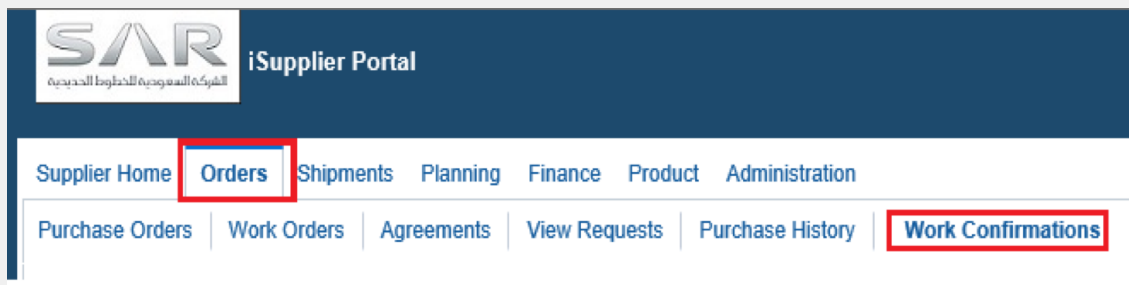 SAR
الشركة السعودية للخطوط الحديدية
iSupplier Portal
Supplier Home Orders Shipments Planning Finance Product Administration
Purchase Orders Work Orders Agreements View Requests Purchase History Work Confirmations